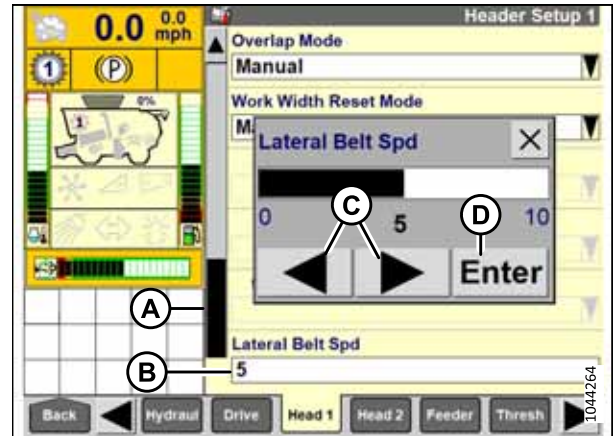 0.0
0.0
mph
Header Setup 1
1
(P)
Overlap Mode
Manual
Work Width Reset Mode
0%
1
Lateral Belt Spd
0
5
10
C
D
Enter
A
Lateral Belt Spd
B
5
Back
Hydraul
Drive
Head 1
Head 2
Feeder
Thresh
1044264